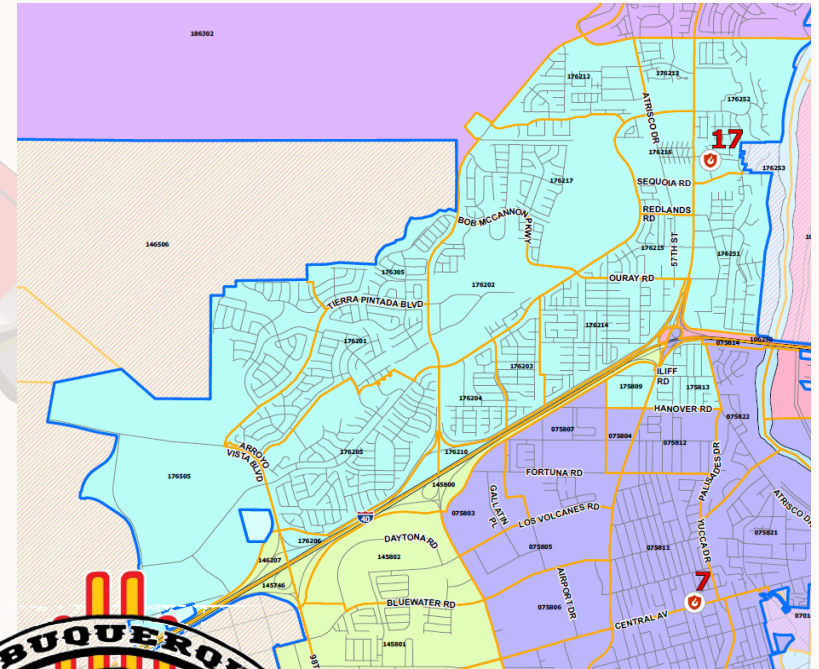 186302
176212
176213
176252
ATRISCO DR
17
176216
176253
176217
SEQUOIA RD
REDLANDS
RD
BOB MCCANNON
PKWY
57TH ST
146506
176215
176251
176305
OURAY RD
176202
TIERRA PINTADA BLVD
176214
176201
075814
106250
176203
ILIFF
RD
175809
175813
176204
HANOVER RD
075822
075807
075804
075812
ARROYO
VISTA BLVD
176205
176210
FORTUNA RD
PALISADES DR
176505
145800
GALLATIN
PL
075803
LOS VOLCANES RD
ATRISCO DR
40
YUCCA DR
075821
176206
DAYTONA RD
075805
075811
146207
145802
AIRPORT DR
145746
7
BLUEWATER RD
075806
CENTRAL AV
0701
98T
145801
BUQUERQ